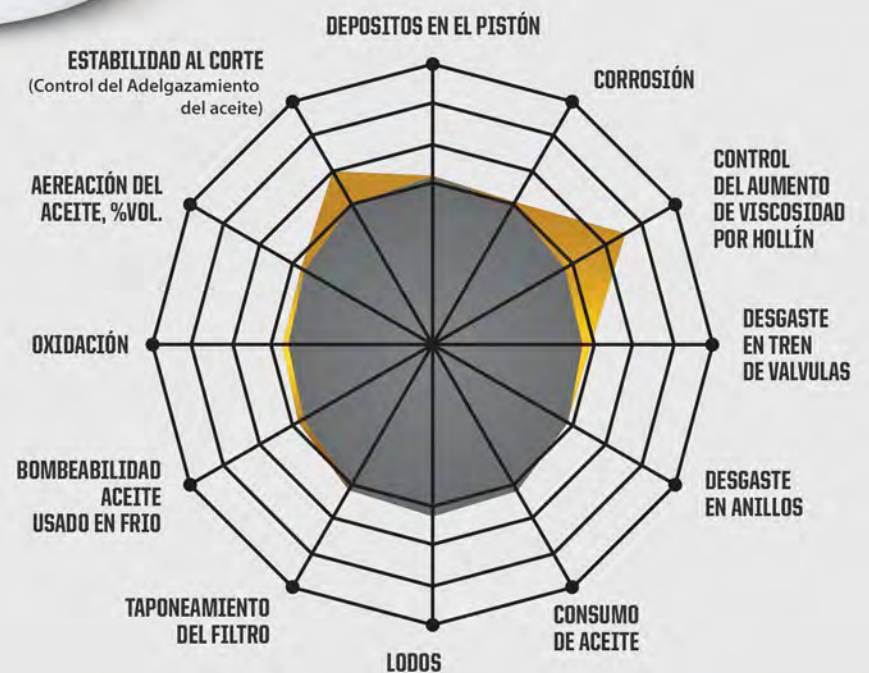 DEPOSITOS EN EL PISTÓN
CORROSIÓN
CONTROL
DEL AUMENTO
DE VISCOSIDAD
POR HOLLÍN
DESGASTE
EN TREN
DE VALVULAS
DESGASTE
EN ANILLOS
CONSUMO
DE ACEITE
LODOS
TAPONEAMIENTO
DEL FILTRO
BOMBEABILIDAD
ACEITE
USADO EN FRIO
OXIDACIÓN
AEREACIÓN DEL
ACEITE, %VOL.
ESTABILIDAD AL CORTE
(Control del Adelgazamiento
del aceite)